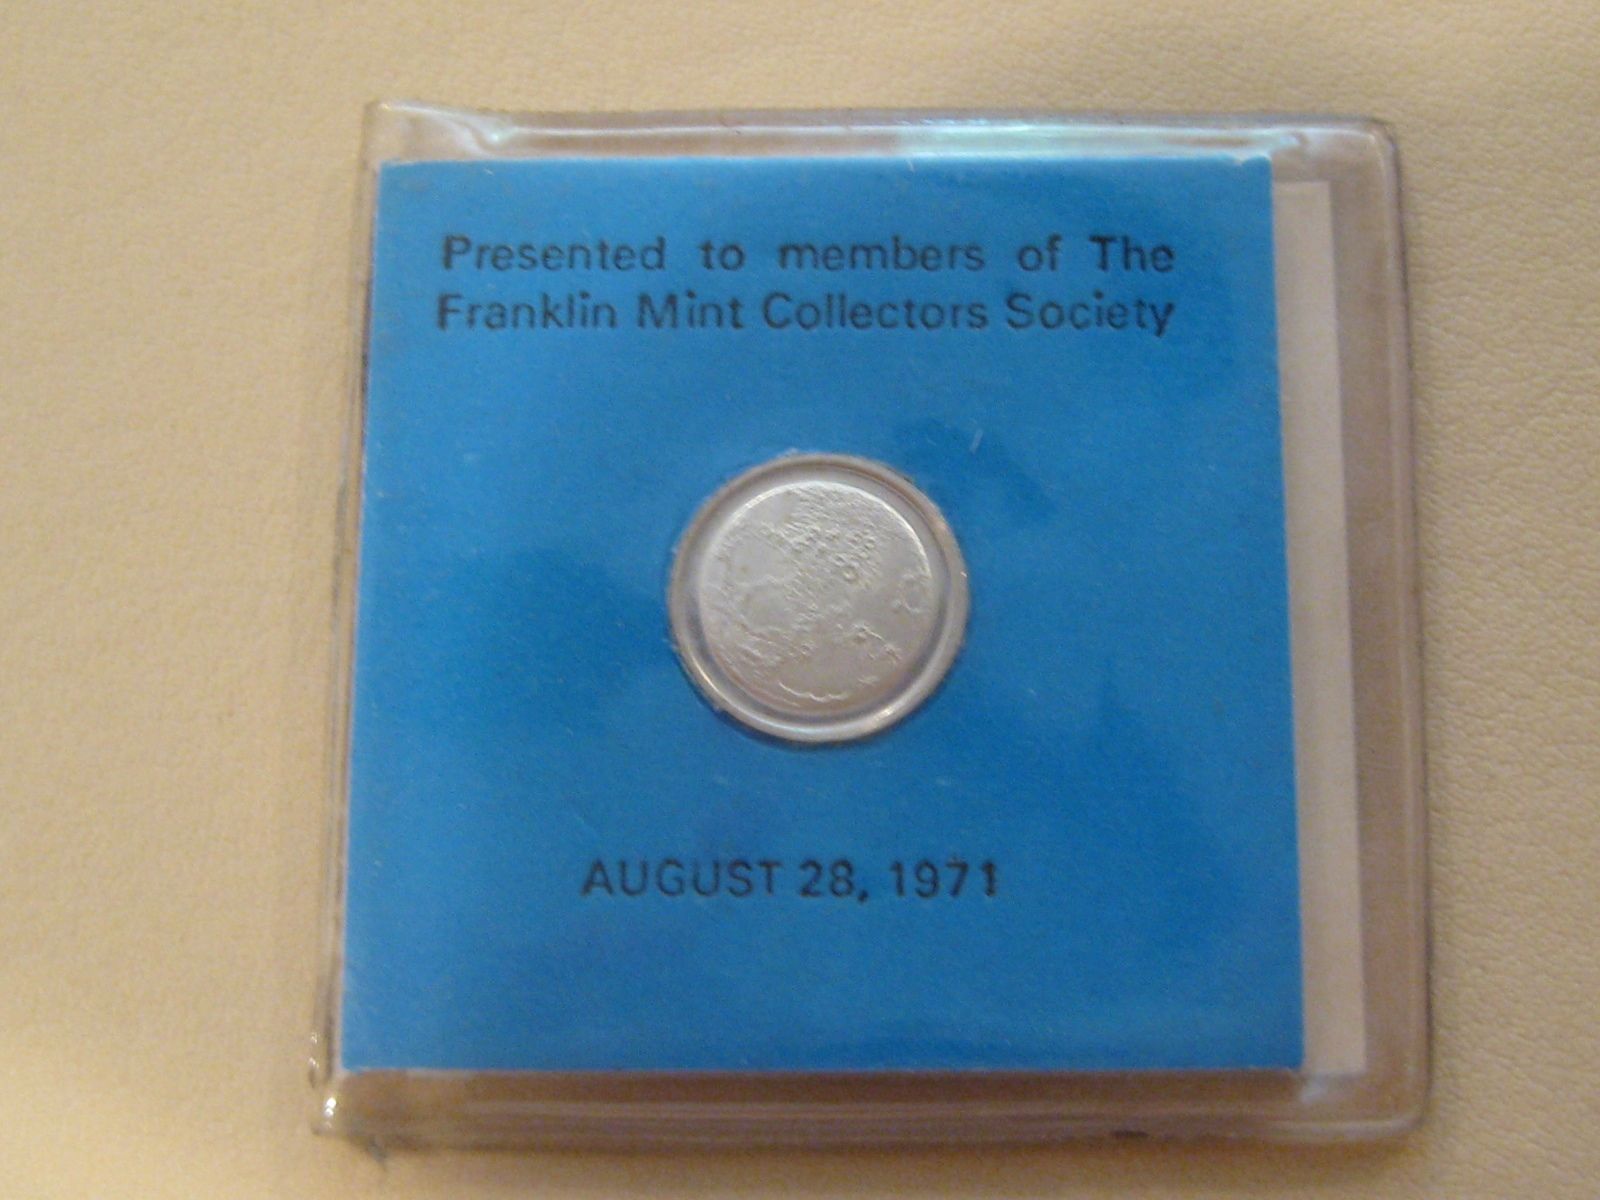 Presented to members of The
Franklin Mint Collectors Society
AUGUST 28, 1971